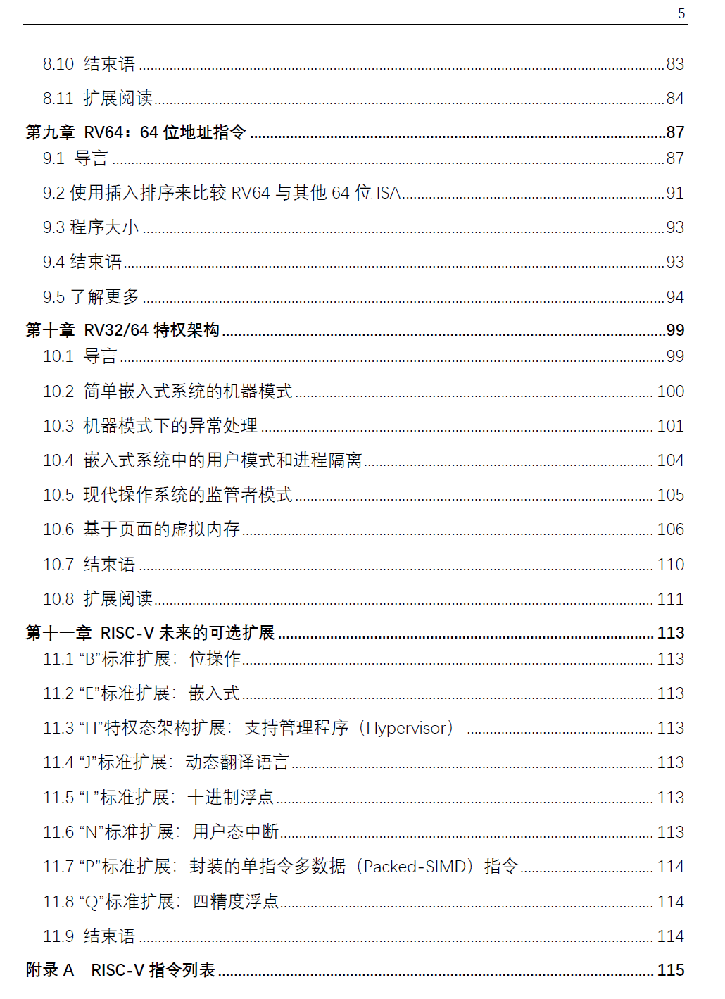 5
8.10 结束语 ........ 83
8.11 扩展阅读 ........ 84
第九章 RV64：64 位地址指令 ........ 87
9.1 导言 ........ 87
9.2 使用插入排序来比较 RV64 与其他 64 位 ISA ........ 91
9.3 程序大小 ........ 93
9.4 结束语 ........ 93
9.5 了解更多 ........ 94
第十章 RV32/64 特权架构 ........ 99
10.1 导言 ........ 99
10.2 简单嵌入式系统的机器模式 ........ 100
10.3 机器模式下的异常处理 ........ 101
10.4 嵌入式系统中的用户模式和进程隔离 ........ 104
10.5 现代操作系统的监管者模式 ........ 105
10.6 基于页面的虚拟内存 ........ 106
10.7 结束语 ........ 110
10.8 扩展阅读 ........ 111
第十一章 RISC-V 未来的可选扩展 ........ 113
11.1 “B”标准扩展：位操作 ........ 113
11.2 “E”标准扩展：嵌入式 ........ 113
11.3 “H”特权态架构扩展：支持管理程序（Hypervisor） ........ 113
11.4 “J”标准扩展：动态翻译语言 ........ 113
11.5 “L”标准扩展：十进制浮点 ........ 113
11.6 “N”标准扩展：用户态中断 ........ 113
11.7 “P”标准扩展：封装的单指令多数据（Packed-SIMD）指令 ........ 114
11.8 “Q”标准扩展：四精度浮点 ........ 114
11.9 结束语 ........ 114
附录 A RISC-V 指令列表 ........ 115